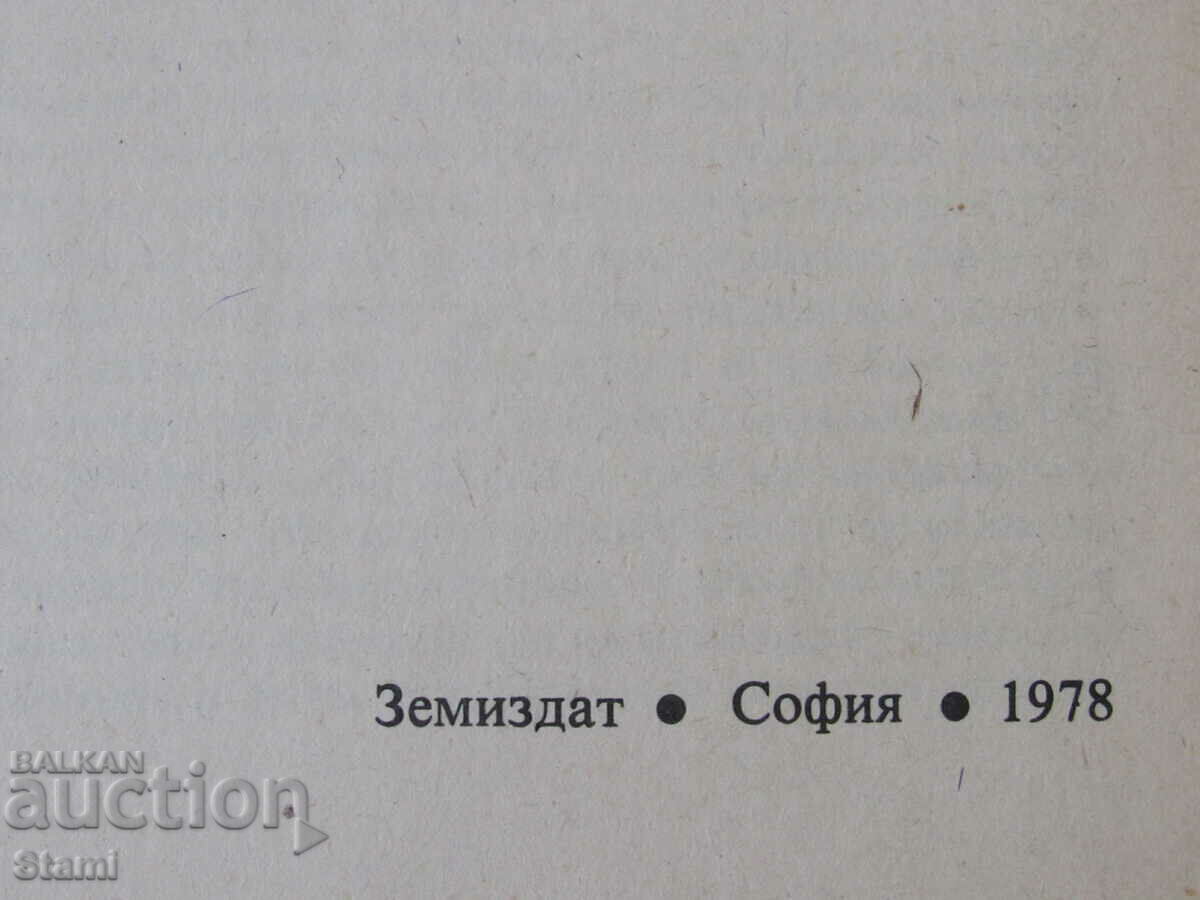 Земиздат ● София ● 1978
BALKAN
auction
Stami